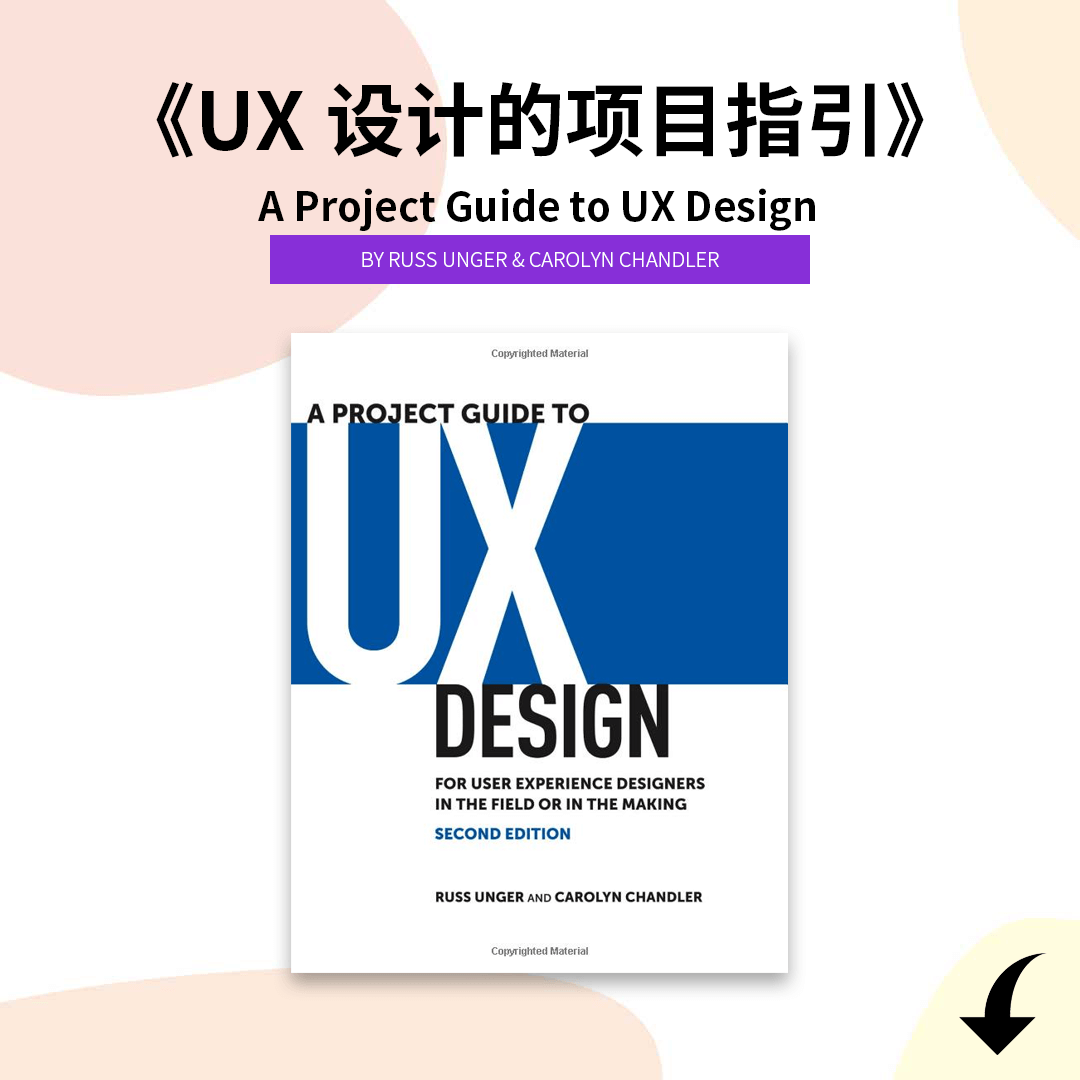 《UX 设计的项目指引》
A Project Guide to UX Design
BY RUSS UNGER & CAROLYN CHANDLER
Copyrighted Material
A PROJECT GUIDE TO
UX
DESIGN
FOR USER EXPERIENCE DESIGNERS
IN THE FIELD OR IN THE MAKING
SECOND EDITION
RUSS UNGER AND CAROLYN CHANDLER
Copyrighted Material